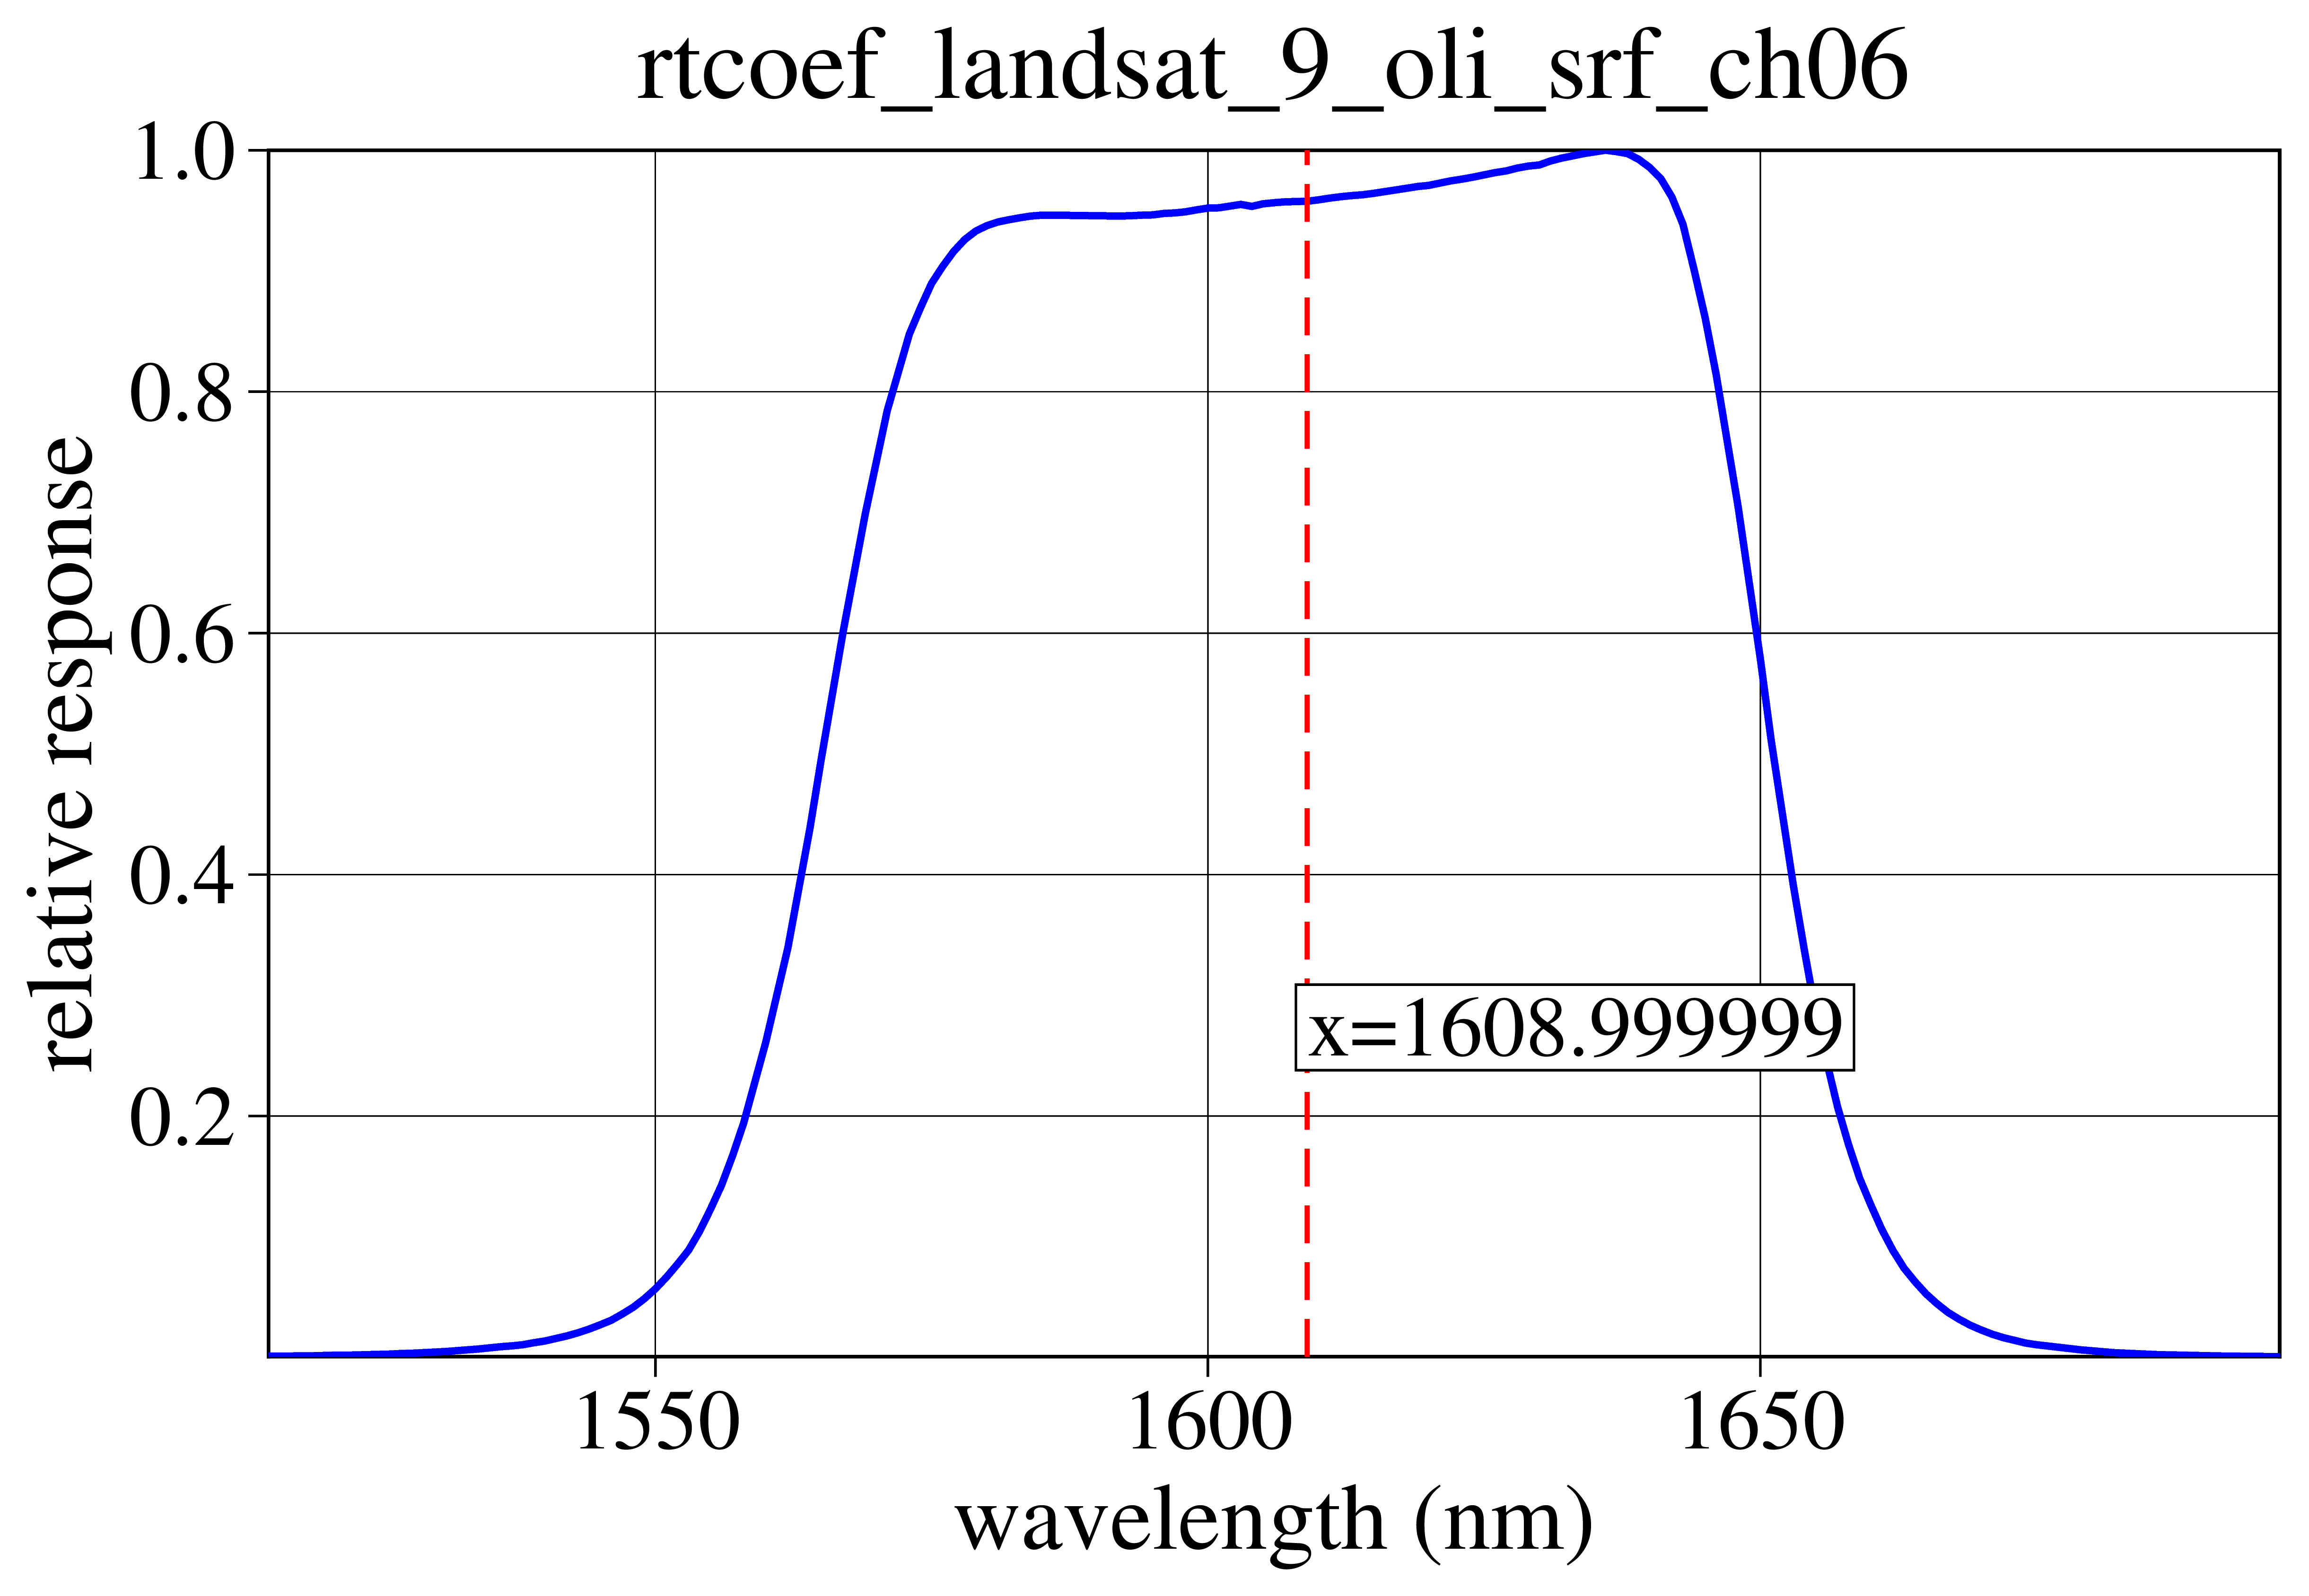 rtcoef_landsat_9_oli_srf_ch06
1.0
0.8
0.6
0.4
0.2
relative response
x=1608.999999
1550 1600 1650
wavelength (nm)